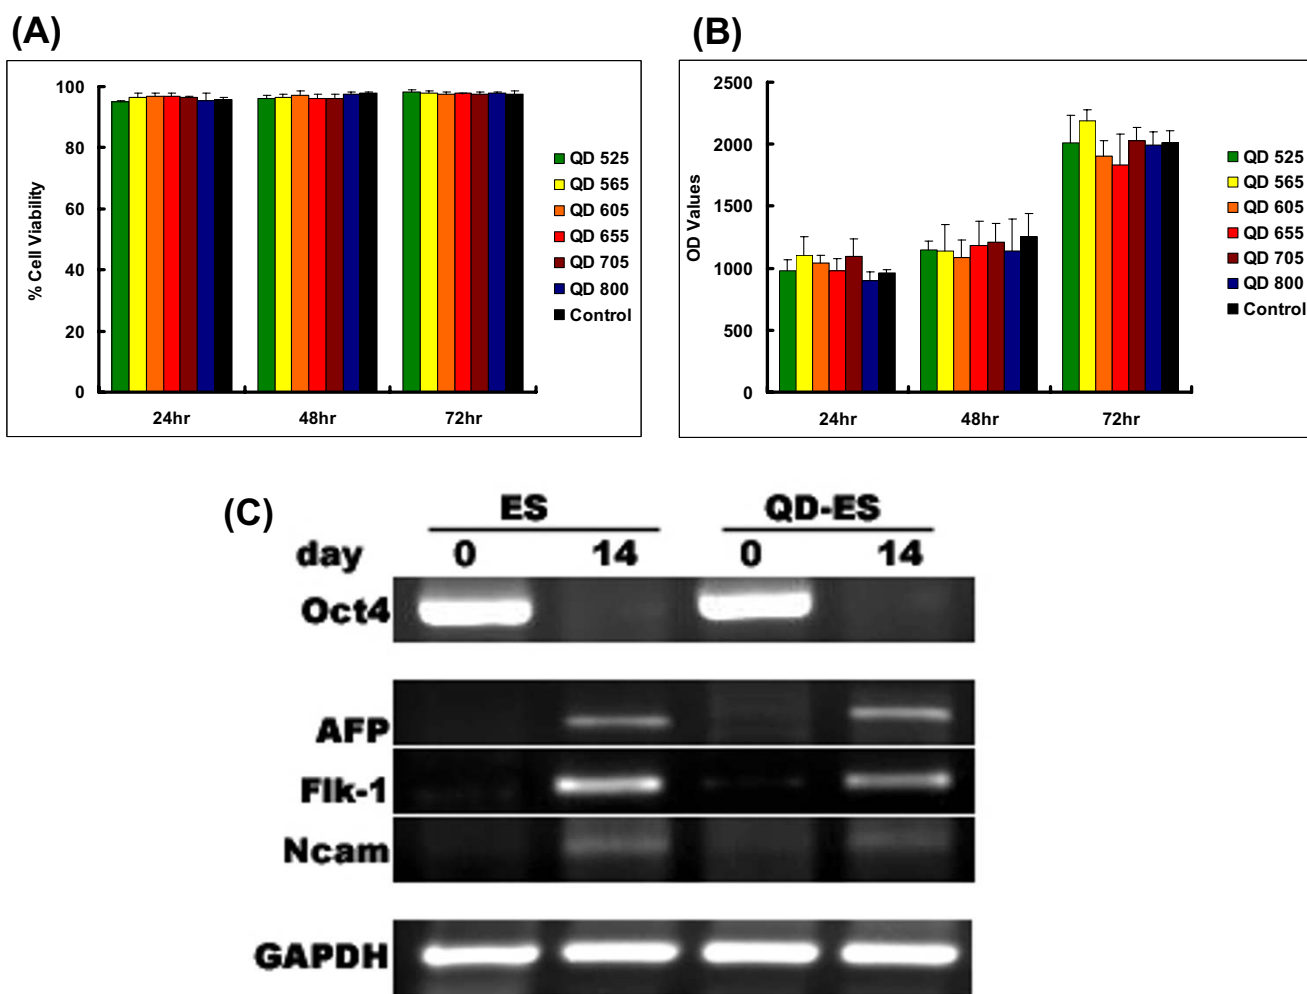 (A)
100
80
60
40
20
0
% Cell Viability
24hr 48hr 72hr
QD 525
QD 565
QD 605
QD 655
QD 705
QD 800
Control
(B)
2500
2000
1500
1000
500
0
OD Values
24hr 48hr 72hr
QD 525
QD 565
QD 605
QD 655
QD 705
QD 800
Control
(C)
ES QD-ES
day 0 14 0 14
Oct4
AFP
Flk-1
Ncam
GAPDH